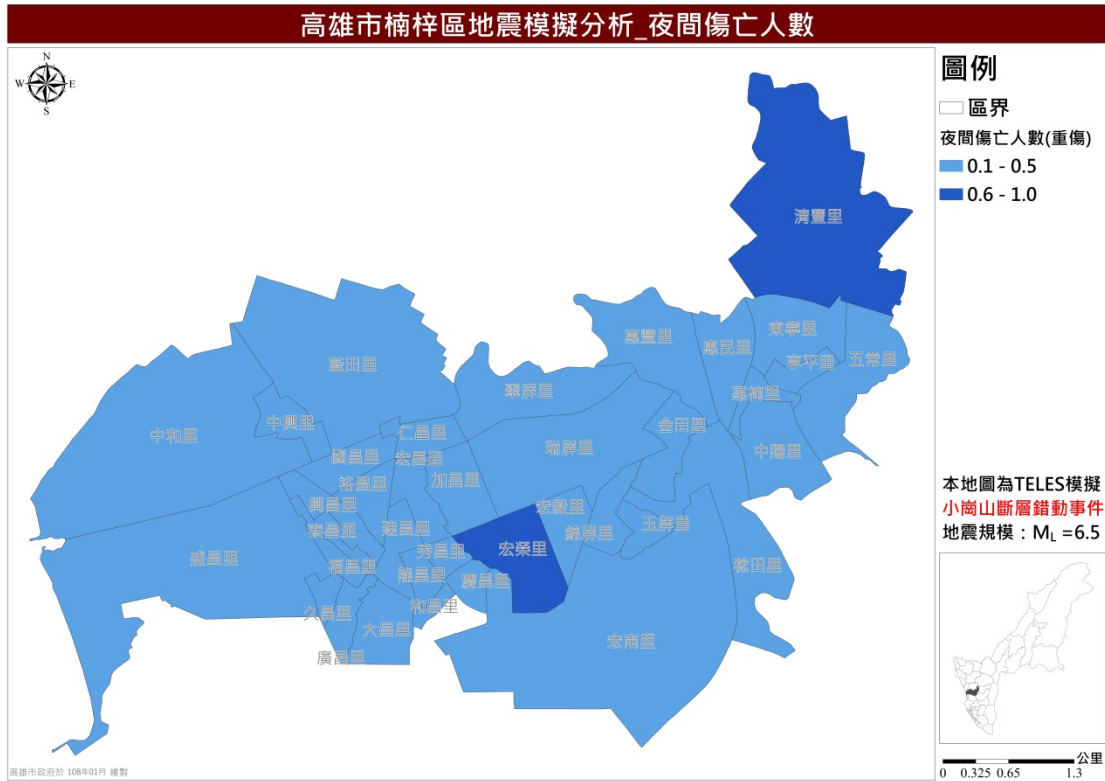 高雄市楠梓區地震模擬分析_夜間傷亡人數
N
W
E
S
圖例
區界
夜間傷亡人數(重傷)
0.1 - 0.5
0.6 - 1.0
清豐里
惠豐里
惠民里
東寧里
享平里
五常里
藍田里
翠屏里
惠楠里
中和里
中興里
仁昌里
金田里
國昌里
宏昌里
瑞屏里
中陽里
裕昌里
加昌里
興昌里
宏毅里
泰昌里
建昌里
錦屏里
玉屏里
盛昌里
秀昌里
宏榮里
福昌里
隆昌里
慶昌里
稔田里
久昌里
和昌里
大昌里
宏南里
廣昌里
本地圖為TELES模擬
小崗山斷層錯動事件
地震規模：ML =6.5
公里
0 0.325 0.65 1.3
高雄市政府於 108年01月 繪製